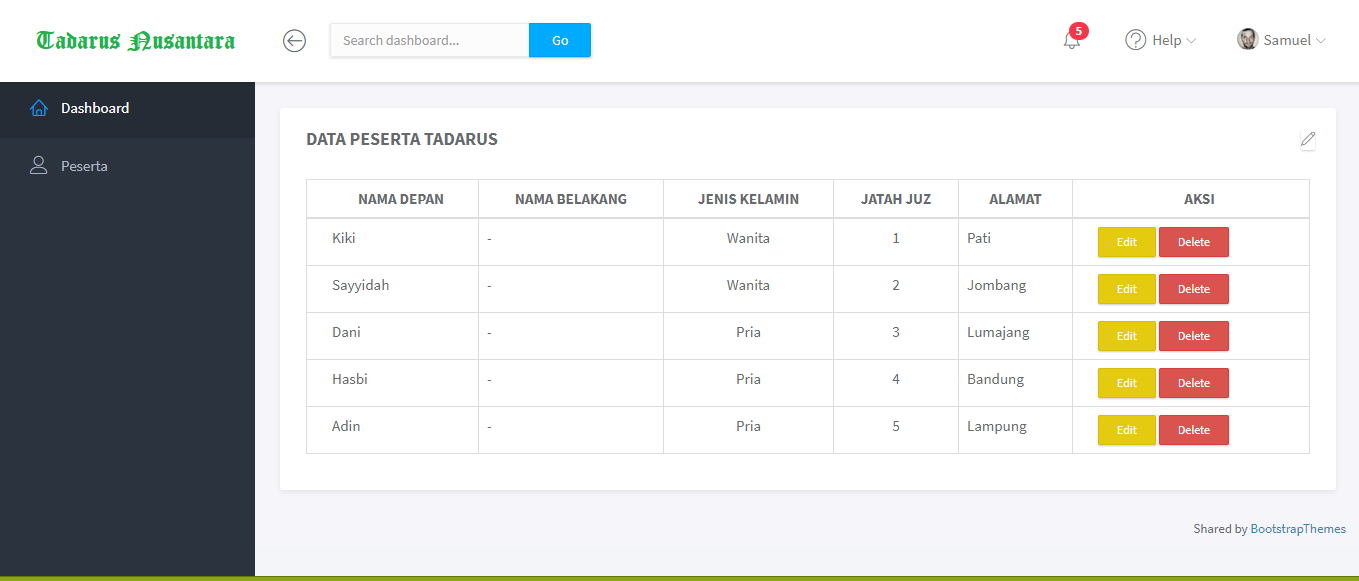 Tadarus Nusantara
Search dashboard...
Go
5
Help
Samuel
Dashboard
Peserta
DATA PESERTA TADARUS
NAMA DEPAN NAMA BELAKANG JENIS KELAMIN JATAH JUZ ALAMAT AKSI
Kiki - Wanita 1 Pati Edit Delete
Sayyidah - Wanita 2 Jombang Edit Delete
Dani - Pria 3 Lumajang Edit Delete
Hasbi - Pria 4 Bandung Edit Delete
Adin - Pria 5 Lampung Edit Delete
Shared by BootstrapThemes